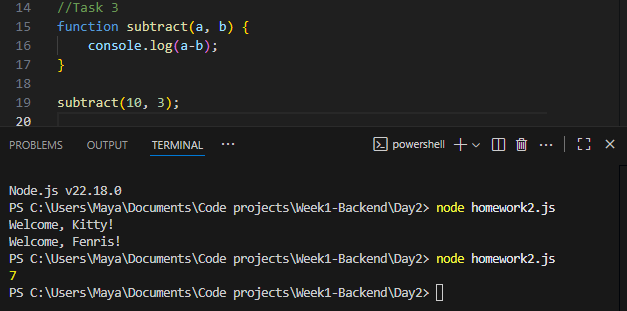 14 //Task 3
15 function subtract(a, b) {
16     console.log(a-b);
17 }
18
19 subtract(10, 3);
20
PROBLEMS OUTPUT TERMINAL ··· powershell ···
Node.js v22.18.0
PS C:\Users\Maya\Documents\Code projects\Week1-Backend\Day2> node homework2.js
Welcome, Kitty!
Welcome, Fenris!
PS C:\Users\Maya\Documents\Code projects\Week1-Backend\Day2> node homework2.js
7
PS C:\Users\Maya\Documents\Code projects\Week1-Backend\Day2>